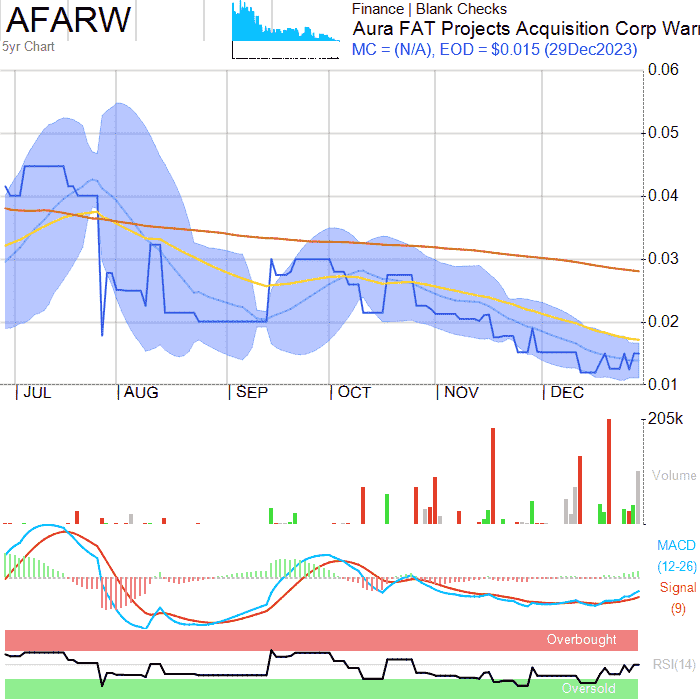 AFARW
5yr Chart
Finance | Blank Checks
Aura FAT Projects Acquisition Corp Warr
MC = (N/A), EOD = $0.015 (29Dec2023)
0.06
0.05
0.04
0.03
0.02
0.01
JUL AUG SEP OCT NOV DEC
205k
Volume
MACD
(12-26)
Signal
(9)
Overbought
RSI(14)
Oversold